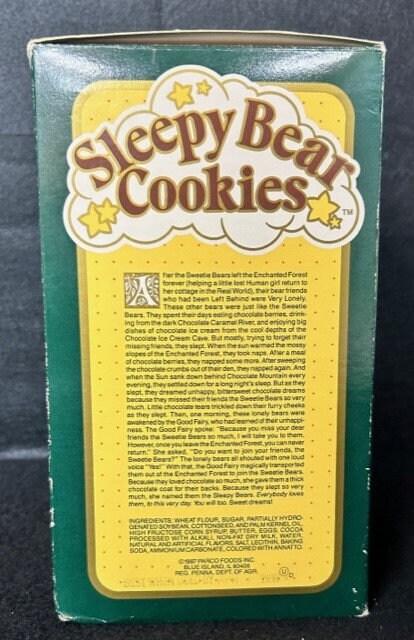 Sleepy Bear
Cookies
TM
After the Sweetie Bears left the Enchanted Forest
forever (helping a little lost Human girl return to
her cottage in the Real World), their bear friends
who had been Left Behind were Very Lonely.
These other bears were just like the Sweetie
Bears. They spent their days eating chocolate berries, drink-
ing from the dark Chocolate Caramel River, and enjoying big
dishes of chocolate ice cream from the cool depths of the
Chocolate Ice Cream Cave. But mostly, trying to forget their
missing friends, they slept. When the sun warmed the mossy
slopes of the Enchanted Forest, they took naps. After a meal
of chocolate berries, they napped some more. After sweeping
the chocolate crumbs out of their den, they napped again. And
when the Sun sank down behind Chocolate Mountain every
evening, they settled down for a long night's sleep. But as they
slept, they dreamed unhappy, bittersweet chocolate dreams
because they missed their friends the Sweetie Bears so very
much. Little chocolate tears trickled down their furry cheeks
as they slept. Then, one morning, these lonely bears were
awakened by the Good Fairy, who had learned of their unhappi-
ness. The Good Fairy spoke: "Because you miss your dear
friends the Sweetie Bears so much, I will take you to them.
However, once you leave the Enchanted Forest, you can never
return." She asked, "Do you want to join your friends, the
Sweetie Bears?" The lonely bears all shouted with one loud
voice "Yes!" With that, the Good Fairy magically transported
them out of the Enchanted Forest to join the Sweetie Bears.
Because they loved chocolate so much, she gave them a thick
chocolate coat for their backs. Because they slept so very
much, she named them the Sleepy Bears. Everybody loves
them, to this very day. You will too. Sweet dreams!
INGREDIENTS: WHEAT FLOUR, SUGAR, PARTIALLY HYDRO-
GENATED SOYBEAN, COTTONSEED, AND PALM KERNEL OIL,
HIGH FRUCTOSE CORN SYRUP, BUTTER, EGGS, COCOA
PROCESSED WITH ALKALI, NON-FAT DRY MILK, WATER,
NATURAL AND ARTIFICIAL FLAVORS, SALT, LECITHIN, BAKING
SODA, AMMONIUM CARBONATE, COLORED WITH ANNATTO.
©1987 PARCO FOODS INC.
BLUE ISLAND, IL 60406
REG. PENNA. DEPT. OF AGR.
U D